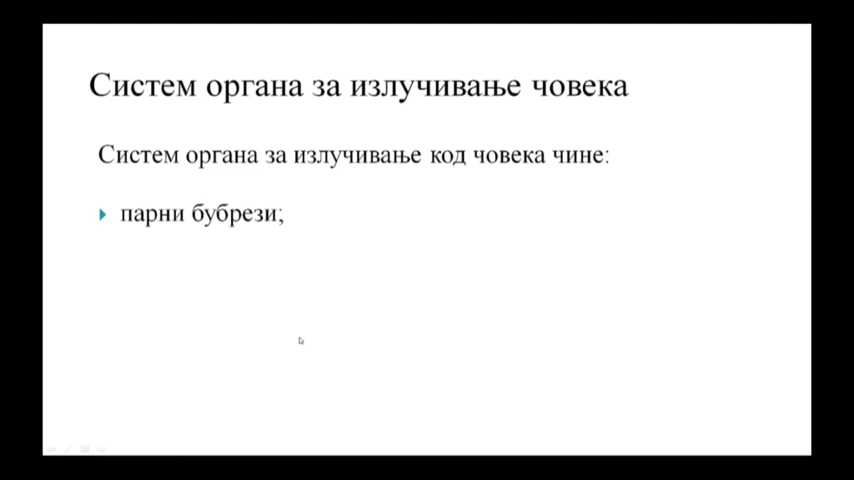 Систем органа за излучивање човека
Систем органа за излучивање код човека чине:
парни бубрези;